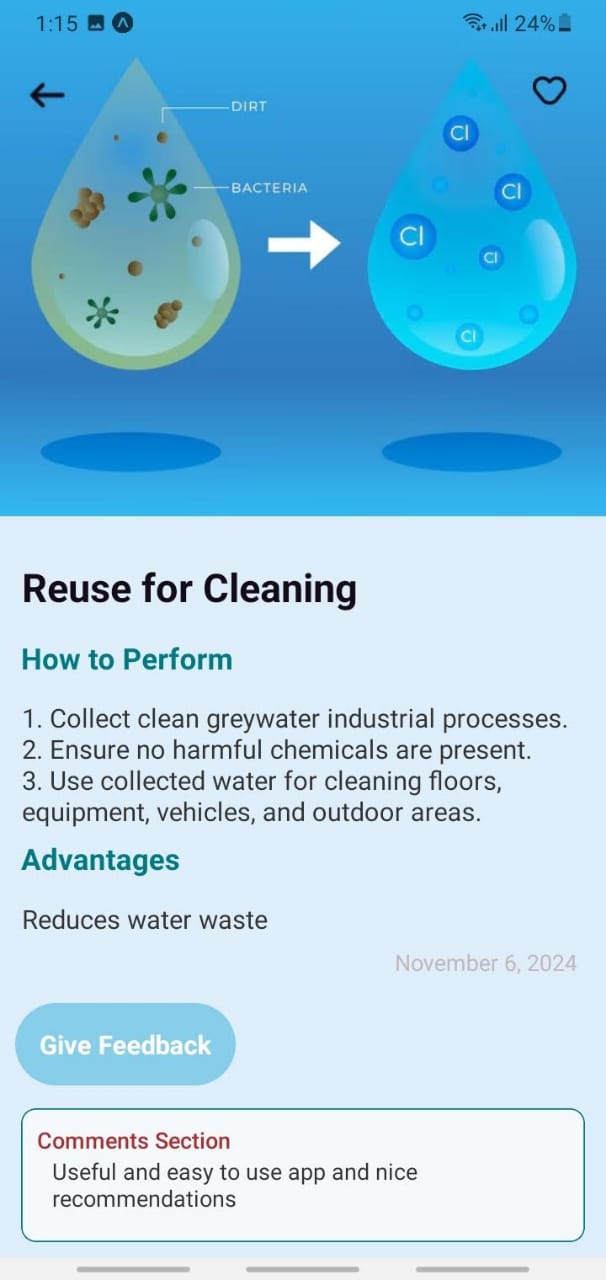 1:15
24%
DIRT
BACTERIA
Cl
Cl
Cl
Cl
Cl
Reuse for Cleaning
How to Perform
1. Collect clean greywater industrial processes.
2. Ensure no harmful chemicals are present.
3. Use collected water for cleaning floors,
equipment, vehicles, and outdoor areas.
Advantages
Reduces water waste
November 6, 2024
Give Feedback
Comments Section
Useful and easy to use app and nice
recommendations